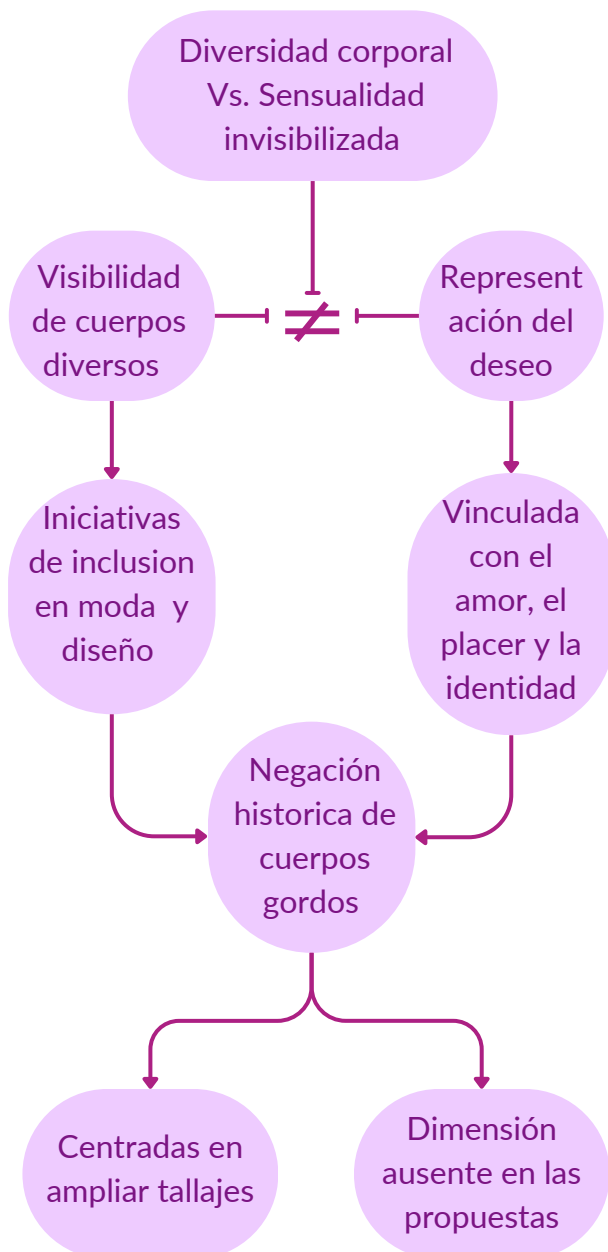 Diversidad corporal
Vs. Sensualidad
invisibilizada
Visibilidad
de cuerpos
diversos
≠
Represent
ación del
deseo
Iniciativas
de inclusion
en moda y
diseño
Vinculada
con el
amor, el
placer y la
identidad
Negación
historica de
cuerpos
gordos
Centradas en
ampliar tallajes
Dimensión
ausente en las
propuestas